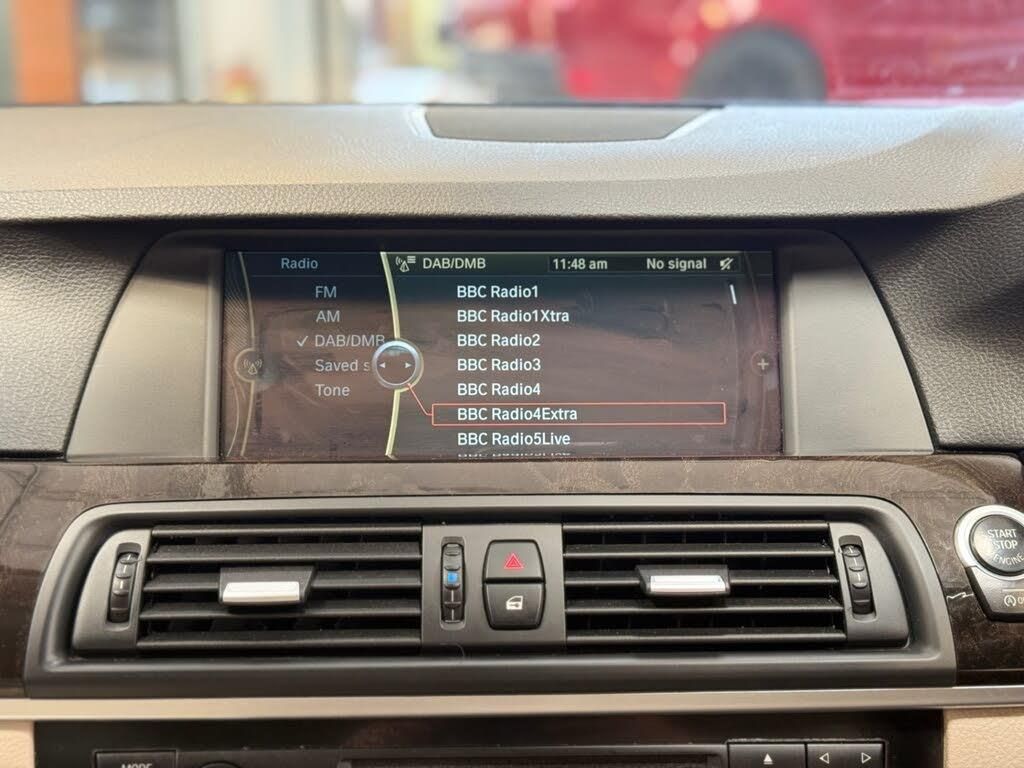 Radio
DAB/DMB
11:48 am
No signal
FM
AM
DAB/DMB
Saved s
Tone
BBC Radio1
BBC Radio1Xtra
BBC Radio2
BBC Radio3
BBC Radio4
BBC Radio4Extra
BBC Radio5Live
START
STOP
ENGINE
MODE